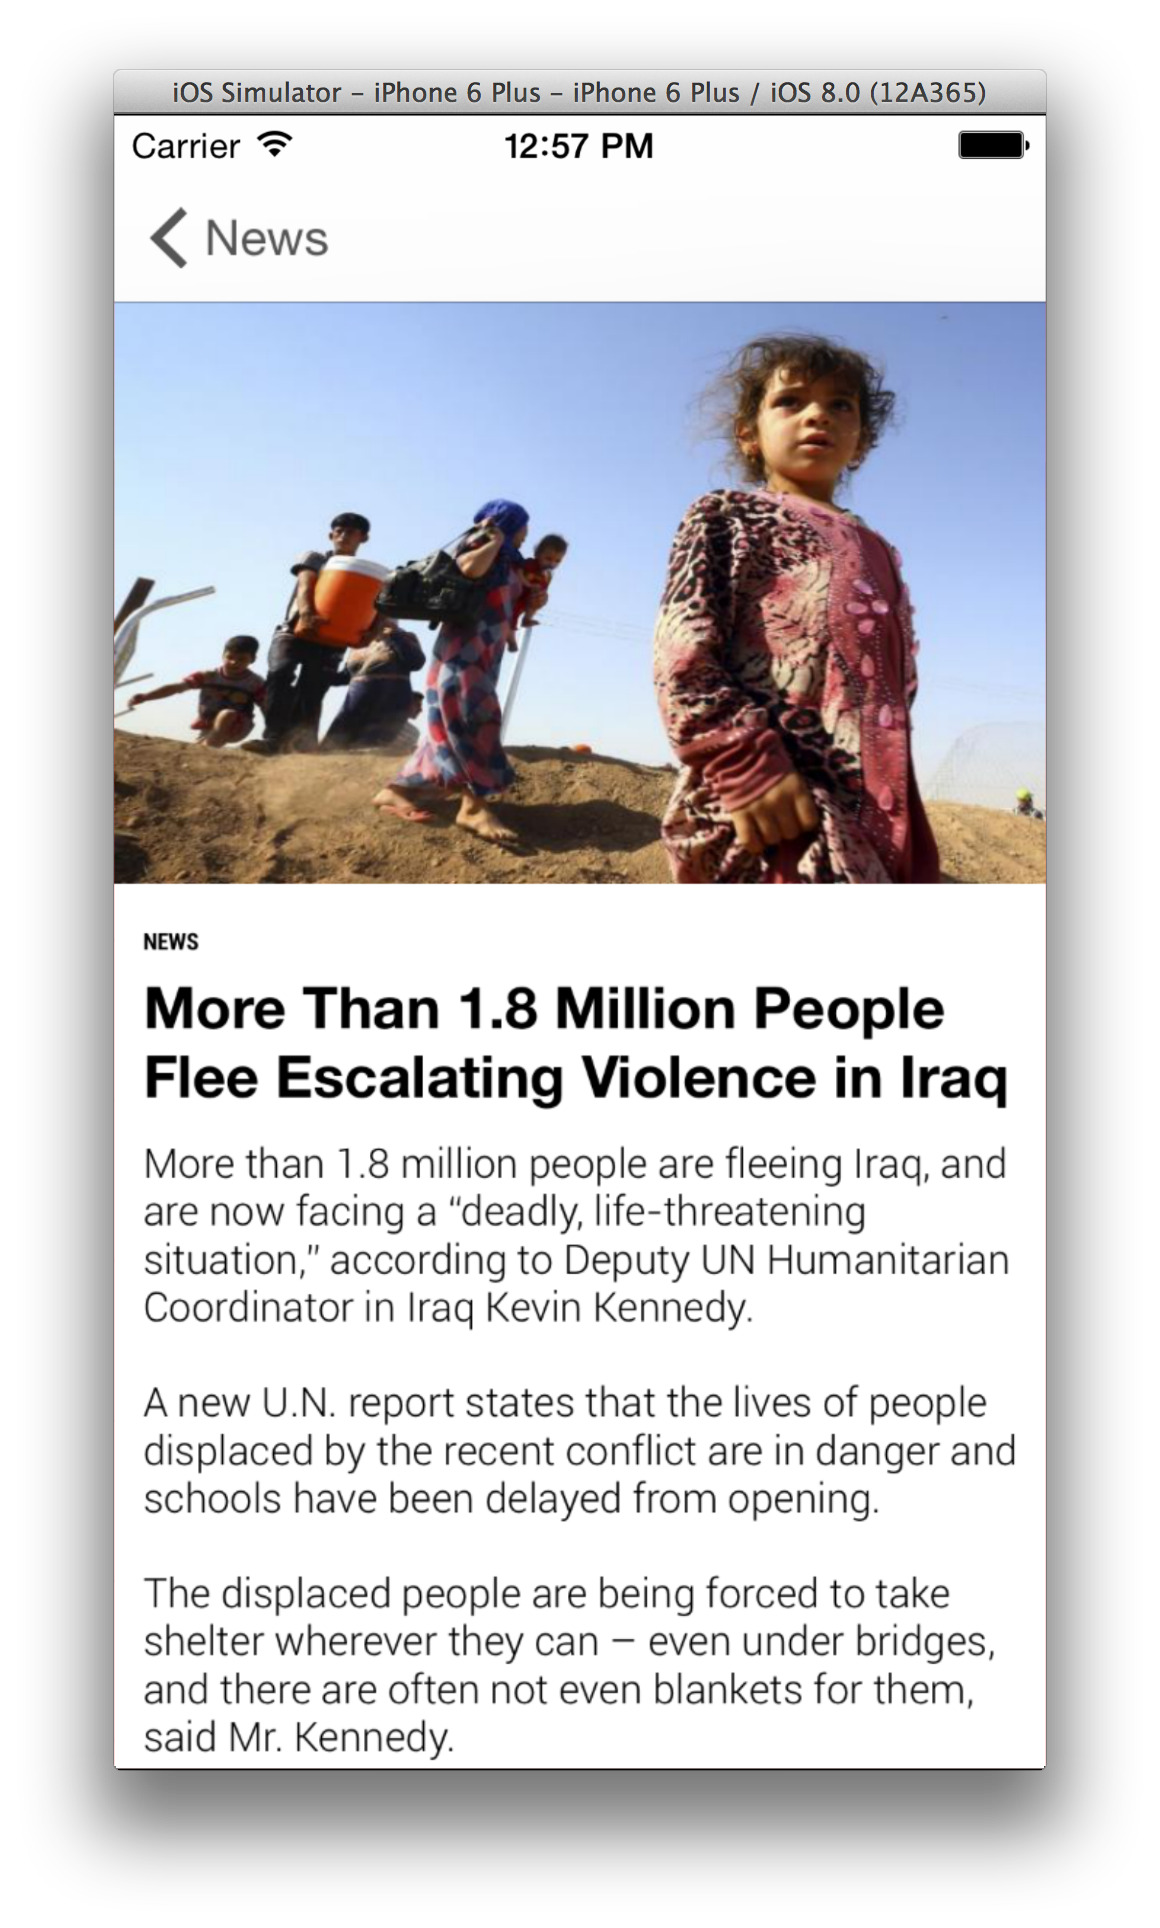 iOS Simulator – iPhone 6 Plus – iPhone 6 Plus / iOS 8.0 (12A365)
Carrier 12:57 PM
News
NEWS
More Than 1.8 Million People
Flee Escalating Violence in Iraq
More than 1.8 million people are fleeing Iraq, and
are now facing a “deadly, life-threatening
situation,” according to Deputy UN Humanitarian
Coordinator in Iraq Kevin Kennedy.
A new U.N. report states that the lives of people
displaced by the recent conflict are in danger and
schools have been delayed from opening.
The displaced people are being forced to take
shelter wherever they can – even under bridges,
and there are often not even blankets for them,
said Mr. Kennedy.